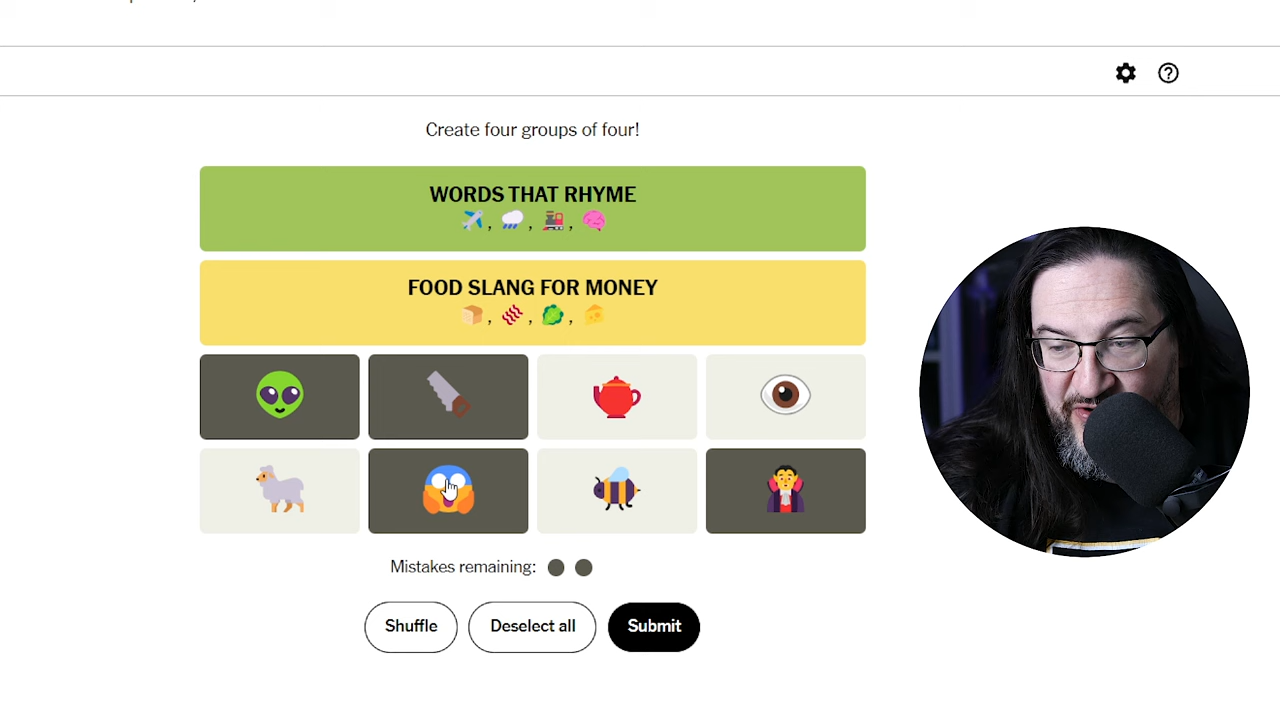 Create four groups of four!
WORDS THAT RHYME
FOOD SLANG FOR MONEY
Mistakes remaining:
Shuffle
Deselect all
Submit